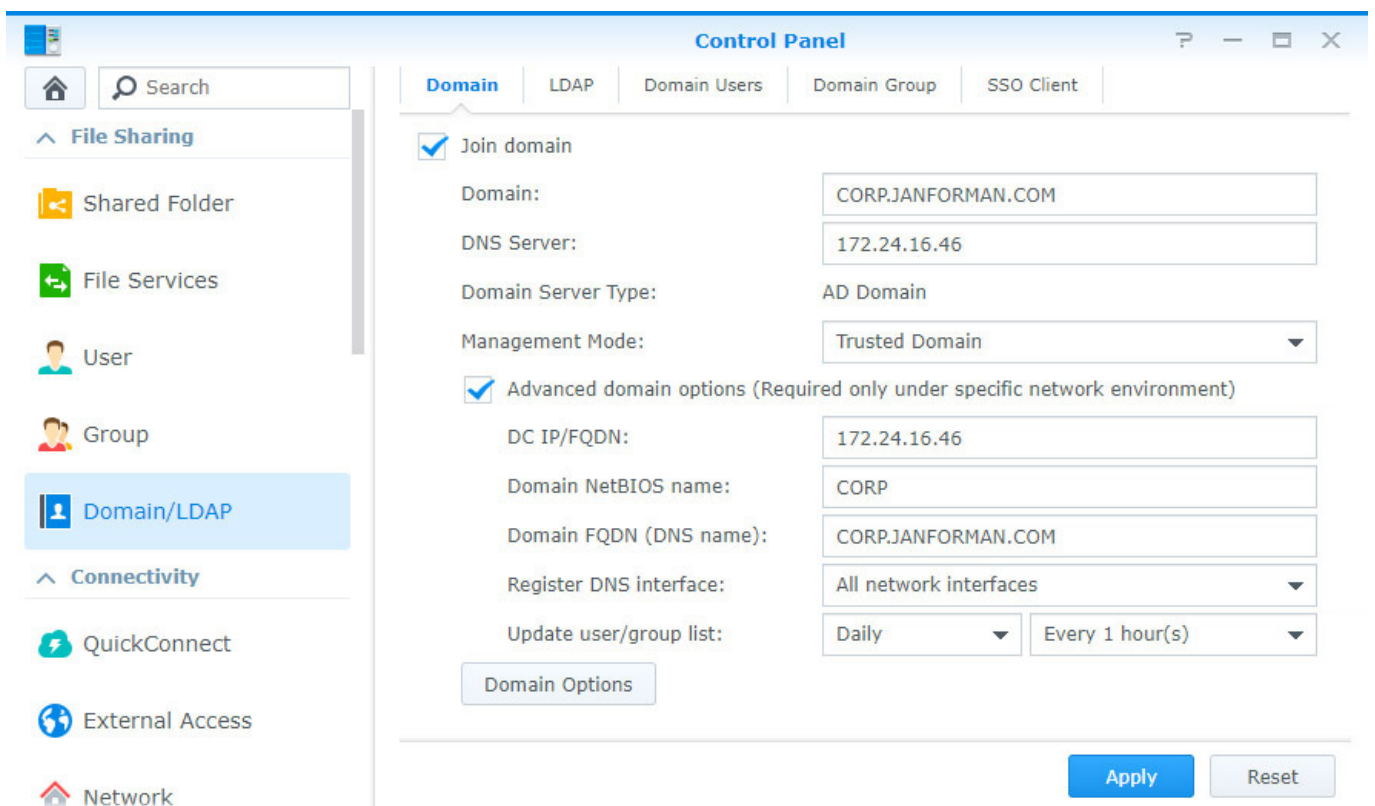 Control Panel
Search
Domain LDAP Domain Users Domain Group SSO Client
File Sharing
Shared Folder
File Services
User
Group
Domain/LDAP
Connectivity
QuickConnect
External Access
Network
Join domain
Domain: CORP.JANFORMAN.COM
DNS Server: 172.24.16.46
Domain Server Type: AD Domain
Management Mode: Trusted Domain
Advanced domain options (Required only under specific network environment)
DC IP/FQDN: 172.24.16.46
Domain NetBIOS name: CORP
Domain FQDN (DNS name): CORP.JANFORMAN.COM
Register DNS interface: All network interfaces
Update user/group list: Daily Every 1 hour(s)
Domain Options
Apply Reset